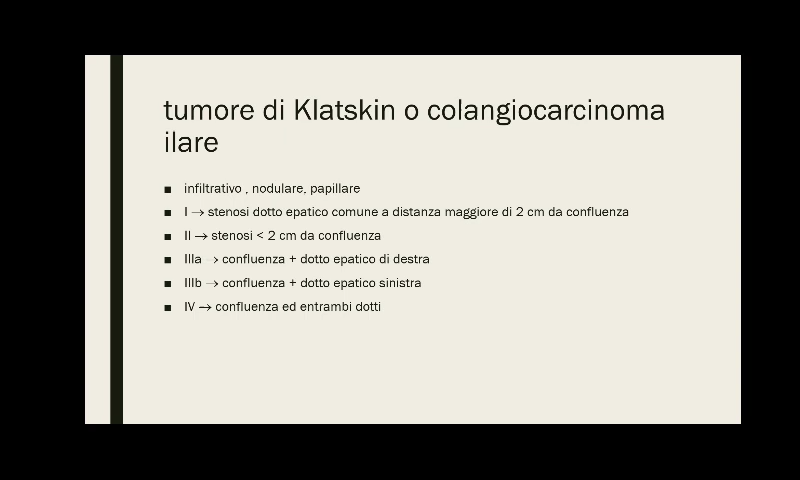 tumore di Klatskin o colangiocarcinoma
ilare
■ infiltrativo , nodulare, papillare
■ I → stenosi dotto epatico comune a distanza maggiore di 2 cm da confluenza
■ II → stenosi < 2 cm da confluenza
■ IIIa → confluenza + dotto epatico di destra
■ IIIb → confluenza + dotto epatico sinistra
■ IV → confluenza ed entrambi dotti